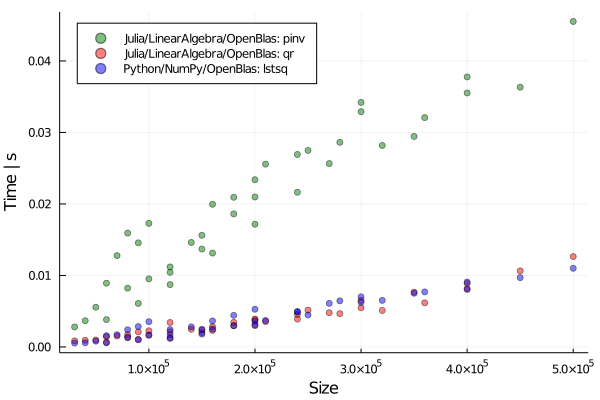 Julia/LinearAlgebra/OpenBlas: pinv
Julia/LinearAlgebra/OpenBlas: qr
Python/NumPy/OpenBlas: lstsq
0.04
0.03
0.02
0.01
0.00
Time | s
1.0×10⁵ 2.0×10⁵ 3.0×10⁵ 4.0×10⁵ 5.0×10⁵
Size